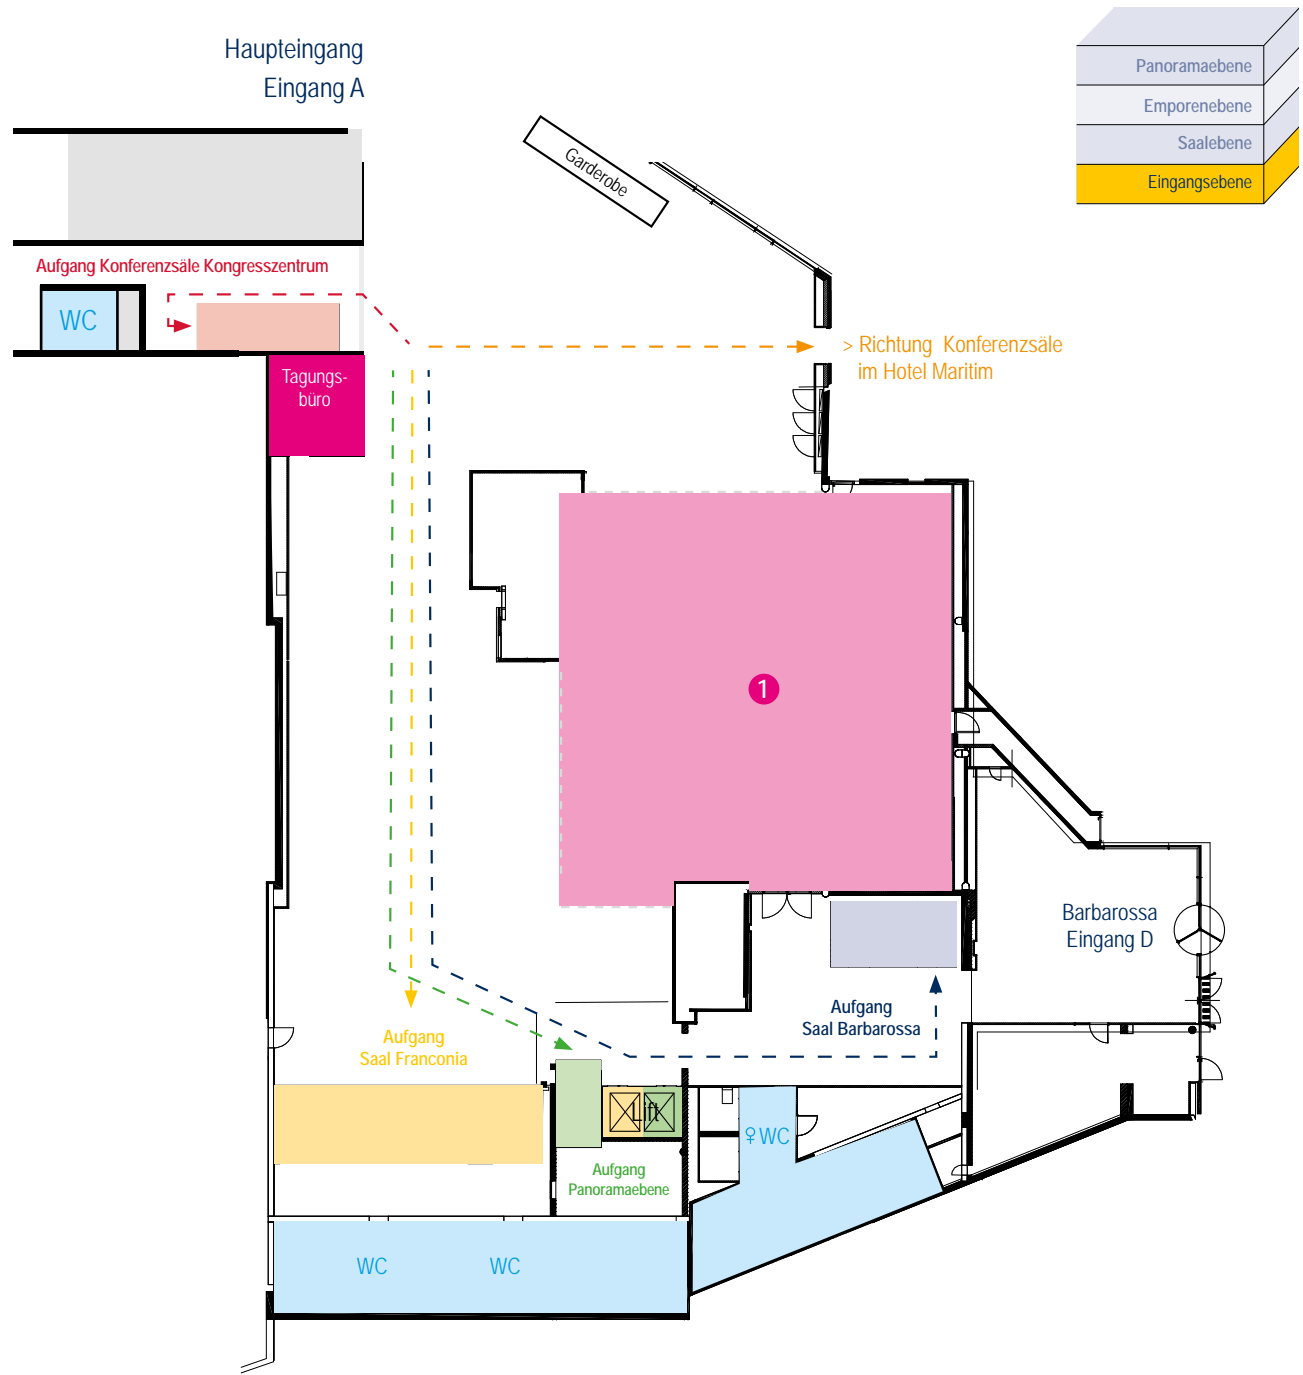 Haupteingang
Eingang A
Panoramaebene
Emporenebene
Saalebene
Eingangsebene
Garderobe
Aufgang Konferenzsäle Kongresszentrum
WC
> Richtung Konferenzsäle
im Hotel Maritim
Tagungs-
büro
1
Barbarossa
Eingang D
Aufgang
Saal Barbarossa
Aufgang
Saal Franconia
Lift
♀WC
Aufgang
Panoramaebene
WC
WC